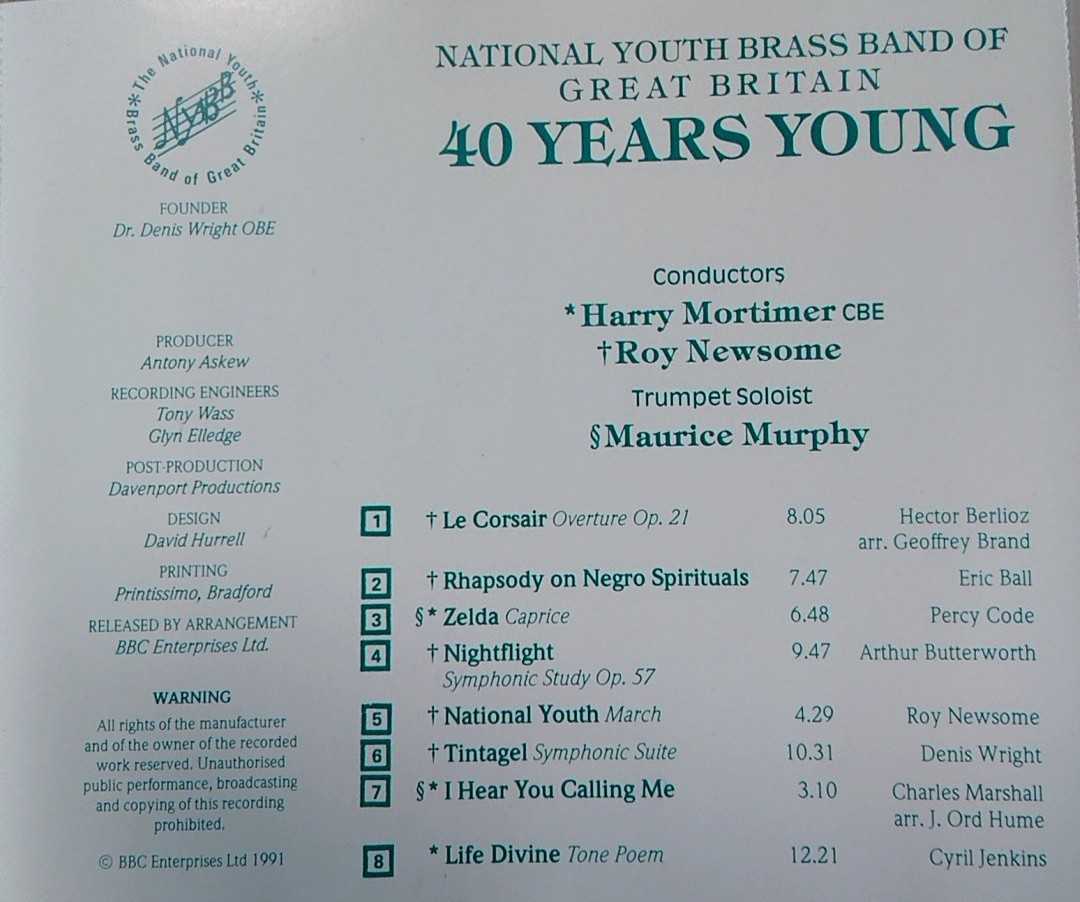 *The National Youth*
Brass Band of Great Britain
NYBB
FOUNDER
Dr. Denis Wright OBE
PRODUCER
Antony Askew
RECORDING ENGINEERS
Tony Wass
Glyn Elledge
POST-PRODUCTION
Davenport Productions
DESIGN
David Hurrell
PRINTING
Printissimo, Bradford
RELEASED BY ARRANGEMENT
BBC Enterprises Ltd.
WARNING
All rights of the manufacturer
and of the owner of the recorded
work reserved. Unauthorised
public performance, broadcasting
and copying of this recording
prohibited.
© BBC Enterprises Ltd 1991
NATIONAL YOUTH BRASS BAND OF
GREAT BRITAIN
40 YEARS YOUNG
Conductors
*Harry Mortimer CBE
†Roy Newsome
Trumpet Soloist
§Maurice Murphy
1 † Le Corsair Overture Op. 21 8.05 Hector Berlioz
arr. Geoffrey Brand
2 † Rhapsody on Negro Spirituals 7.47 Eric Ball
3 §* Zelda Caprice 6.48 Percy Code
4 † Nightflight 9.47 Arthur Butterworth
Symphonic Study Op. 57
5 † National Youth March 4.29 Roy Newsome
6 † Tintagel Symphonic Suite 10.31 Denis Wright
7 §* I Hear You Calling Me 3.10 Charles Marshall
arr. J. Ord Hume
8 * Life Divine Tone Poem 12.21 Cyril Jenkins